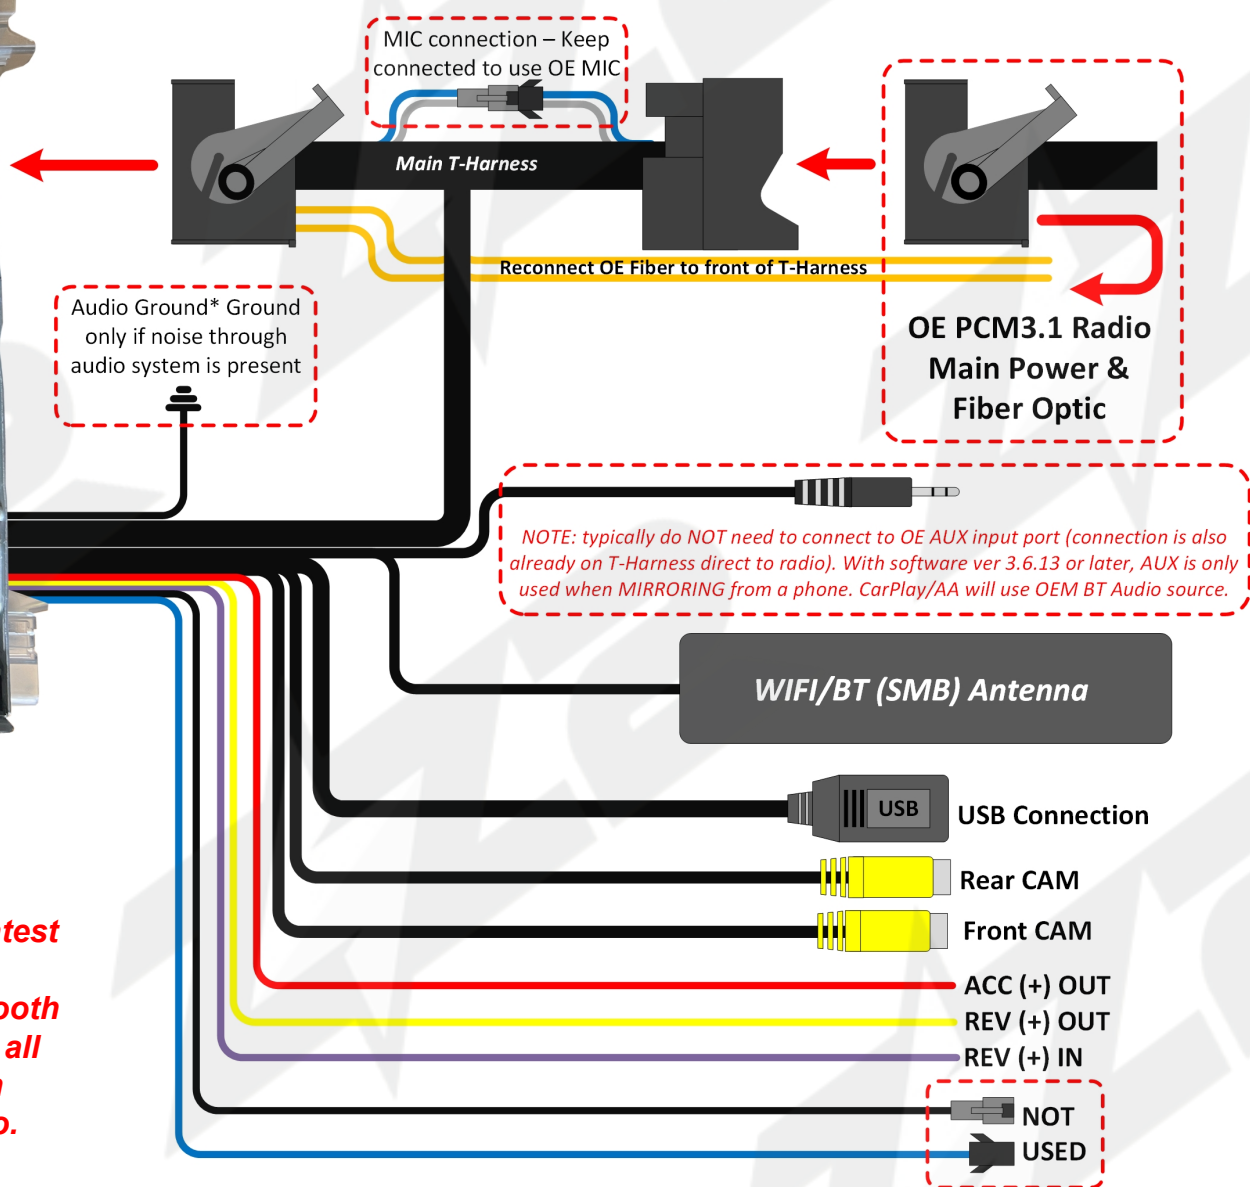 MIC connection – Keep
connected to use OE MIC
Main T-Harness
Reconnect OE Fiber to front of T-Harness
Audio Ground* Ground
only if noise through
audio system is present
OE PCM3.1 Radio
Main Power &
Fiber Optic
NOTE: typically do NOT need to connect to OE AUX input port (connection is also
already on T-Harness direct to radio). With software ver 3.6.13 or later, AUX is only
used when MIRRORING from a phone. CarPlay/AA will use OEM BT Audio source.
WIFI/BT (SMB) Antenna
USB
USB Connection
Rear CAM
Front CAM
ACC (+) OUT
REV (+) OUT
REV (+) IN
NOT
USED
all